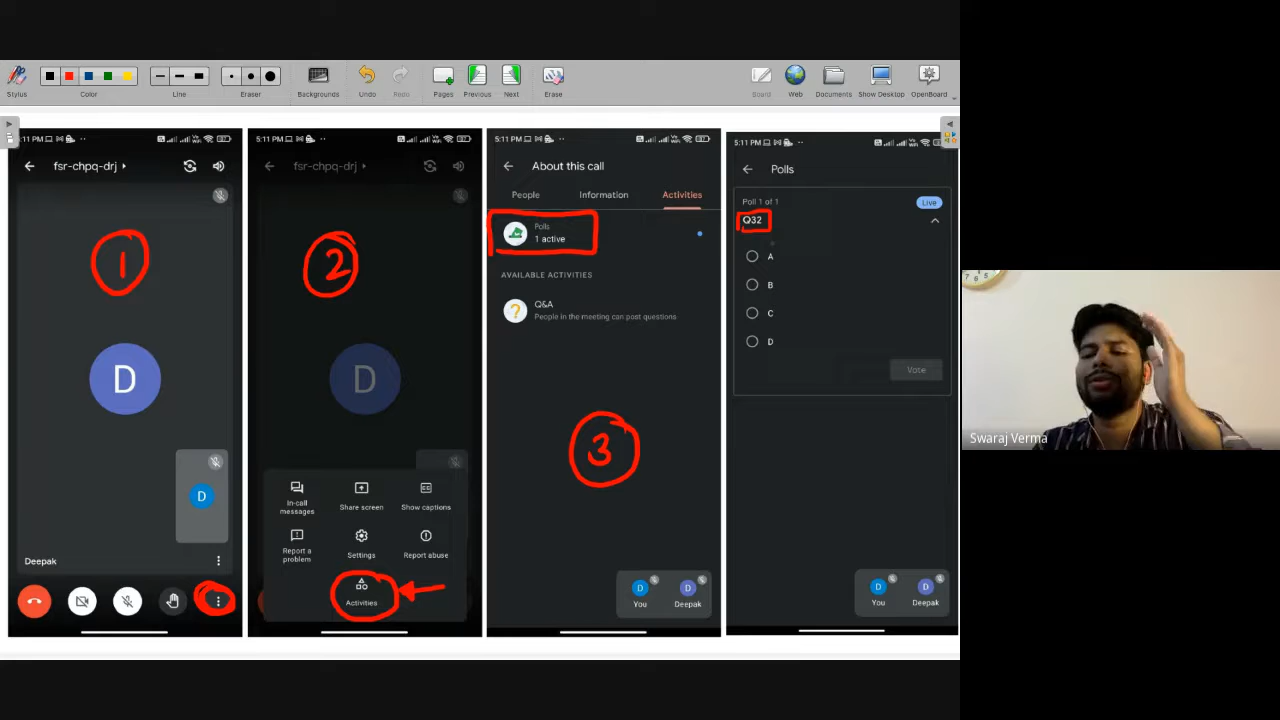 Stylus
Color
Line
Eraser
Backgrounds
Undo
Redo
Pages
Previous
Next
Erase
Board
Web
Documents
Show Desktop
OpenBoard
5:11 PM
fsr-chpq-drj
1
D
D
Deepak
5:11 PM
fsr-chpq-drj
2
D
In-call messages
Share screen
Show captions
Report a problem
Settings
Report abuse
Activities
5:11 PM
About this call
People
Information
Activities
Polls
1 active
AVAILABLE ACTIVITIES
?
Q&A
People in the meeting can post questions
3
D
You
D
Deepak
5:11 PM
Polls
Poll 1 of 1
Live
Q32
A
B
C
D
Vote
D
You
D
Deepak
Swaraj Verma
7 6 5